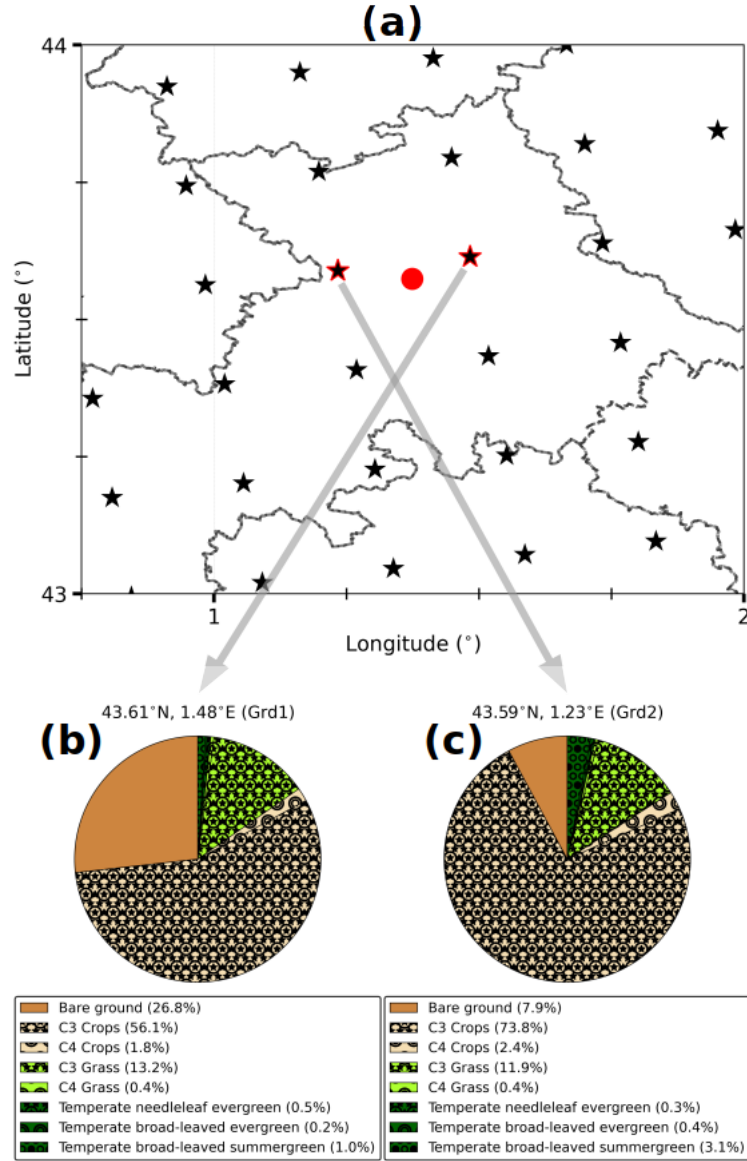 (a)
44
43
Latitude (°)
1
2
Longitude (°)
43.61°N, 1.48°E (Grd1)
43.59°N, 1.23°E (Grd2)
(b)
(c)
Bare ground (26.8%)
C3 Crops (56.1%)
C4 Crops (1.8%)
C3 Grass (13.2%)
C4 Grass (0.4%)
Temperate needleleaf evergreen (0.5%)
Temperate broad-leaved evergreen (0.2%)
Temperate broad-leaved summergreen (1.0%)
Bare ground (7.9%)
C3 Crops (73.8%)
C4 Crops (2.4%)
C3 Grass (11.9%)
C4 Grass (0.4%)
Temperate needleleaf evergreen (0.3%)
Temperate broad-leaved evergreen (0.4%)
Temperate broad-leaved summergreen (3.1%)